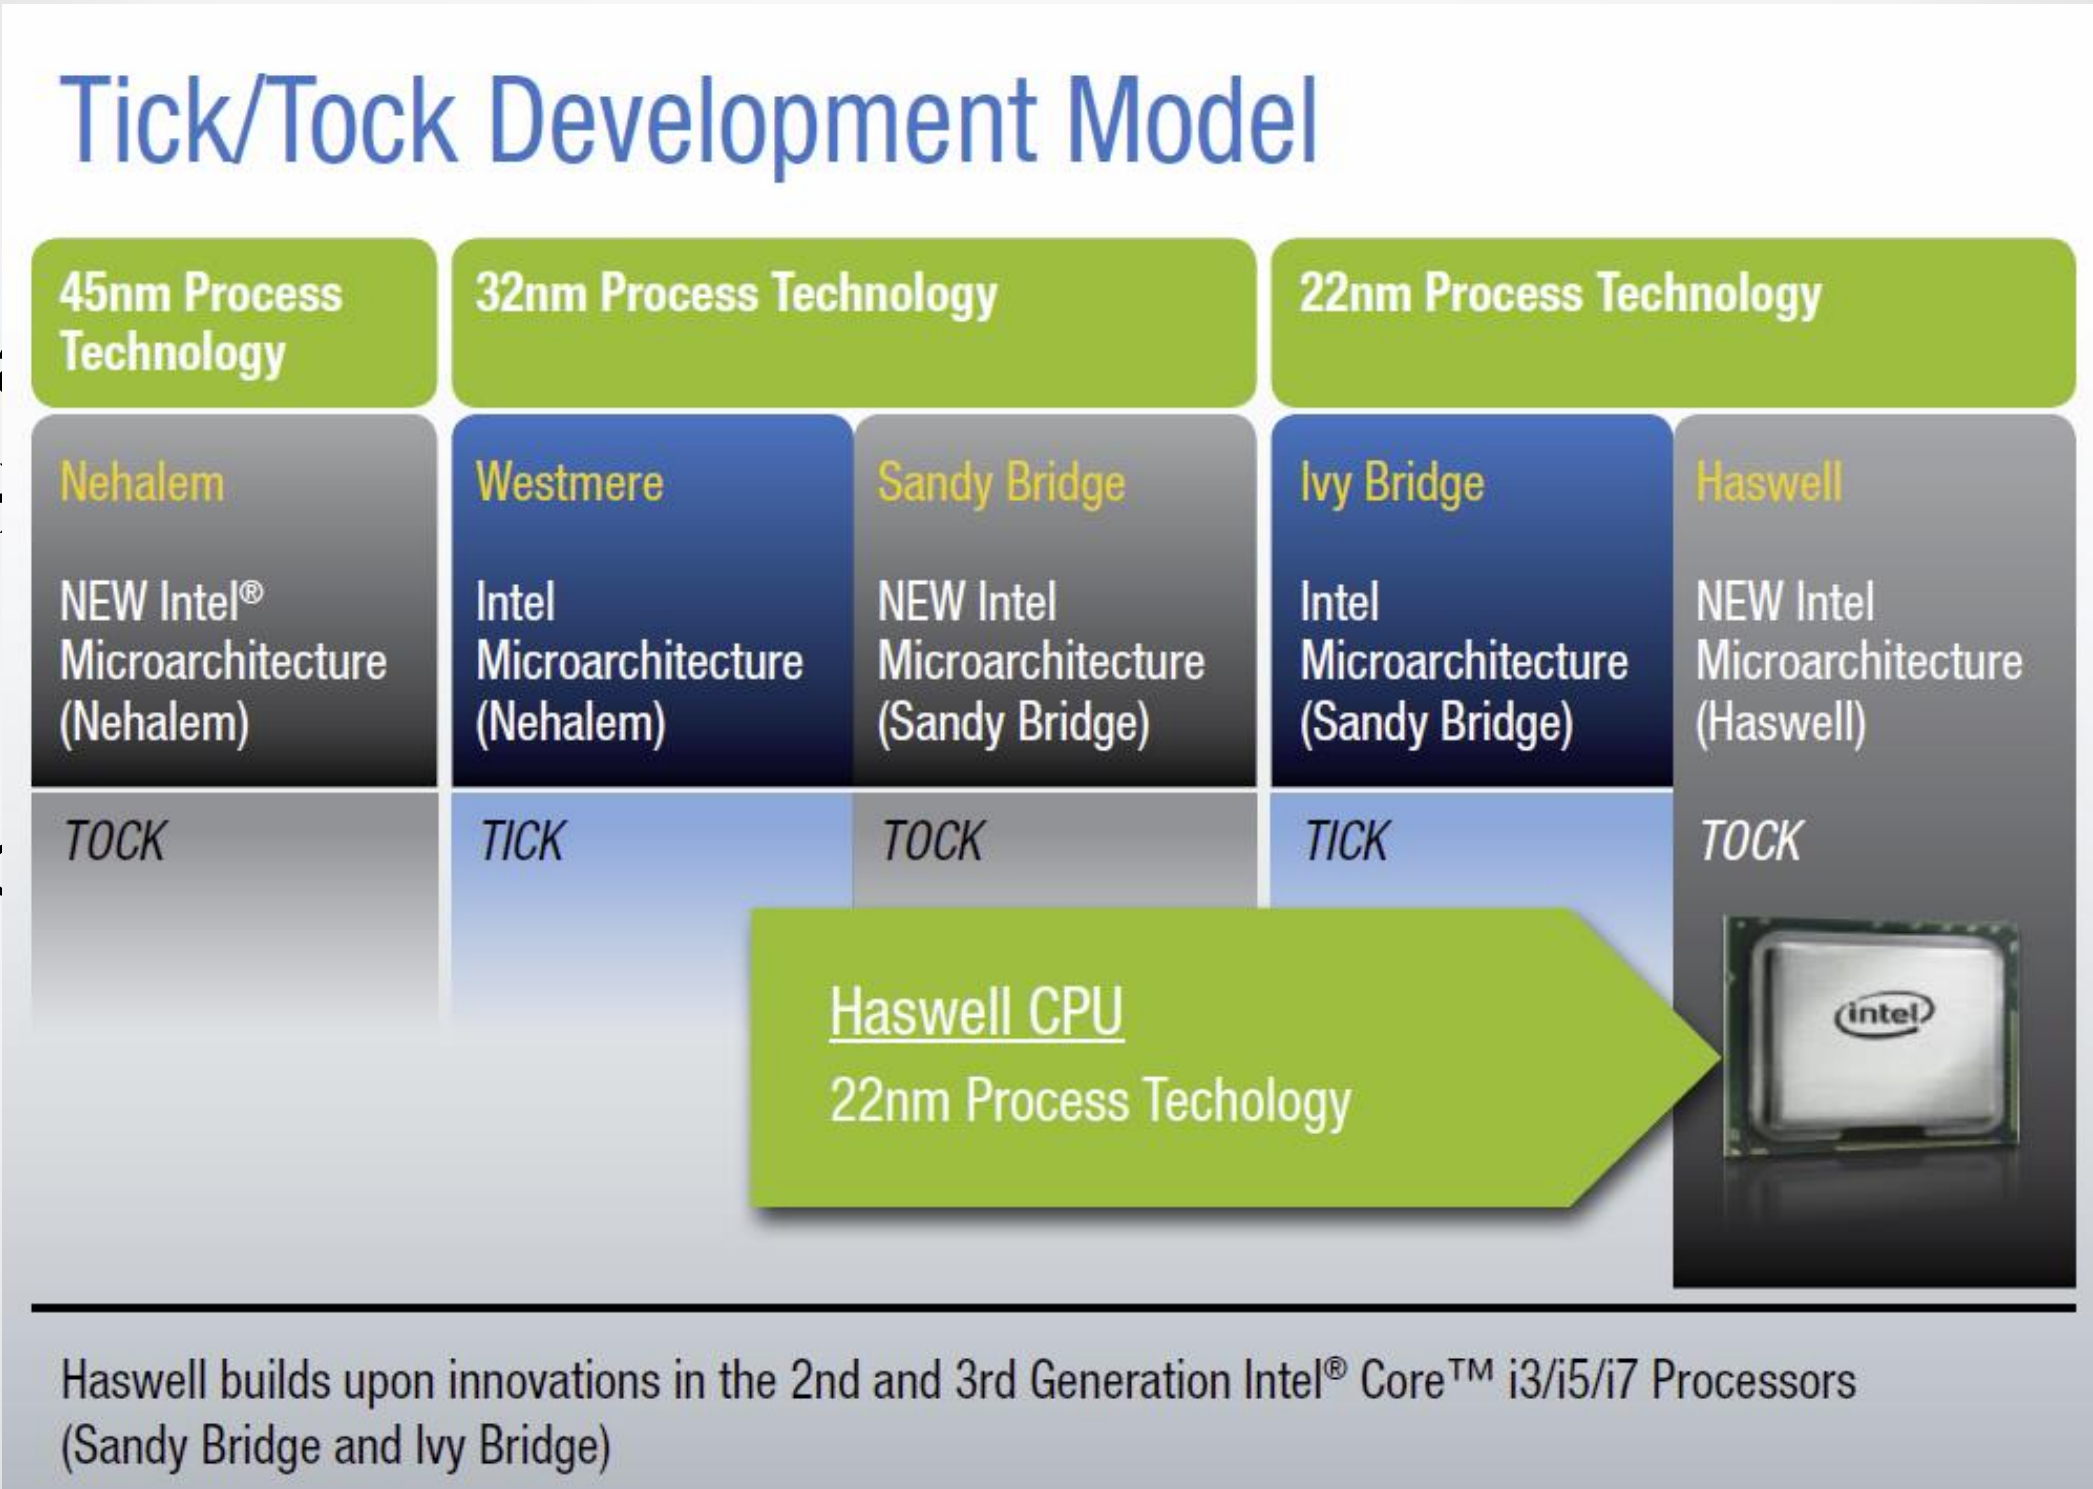 Tick/Tock Development Model
45nm Process
Technology
32nm Process Technology
22nm Process Technology
Nehalem
NEW Intel®
Microarchitecture
(Nehalem)
TOCK
Westmere
Intel
Microarchitecture
(Nehalem)
TICK
Sandy Bridge
NEW Intel
Microarchitecture
(Sandy Bridge)
TOCK
Ivy Bridge
Intel
Microarchitecture
(Sandy Bridge)
TICK
Haswell
NEW Intel
Microarchitecture
(Haswell)
TOCK
Haswell CPU
22nm Process Techology
intel
Haswell builds upon innovations in the 2nd and 3rd Generation Intel® Core™ i3/i5/i7 Processors
(Sandy Bridge and Ivy Bridge)